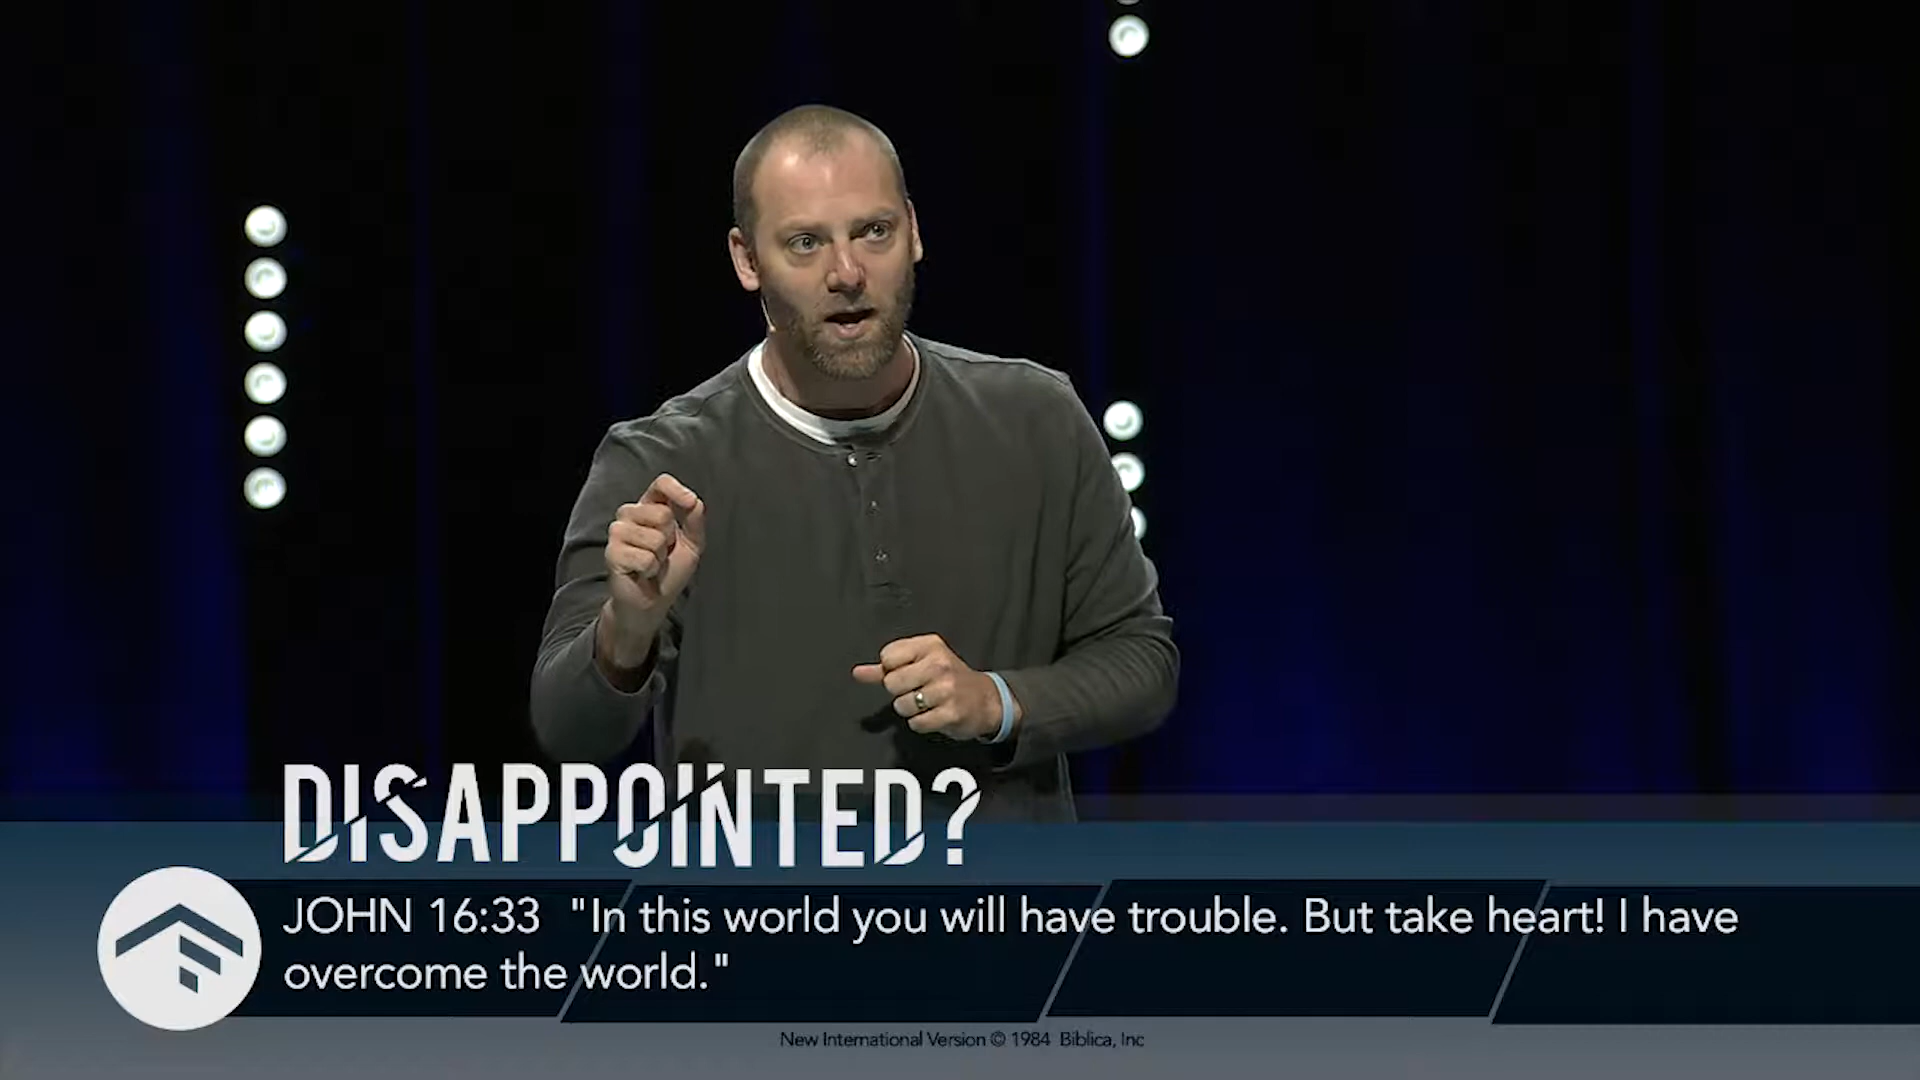 DISAPPOINTED?
JOHN 16:33 "In this world you will have trouble. But take heart! I have
overcome the world."
New International Version © 1984 Biblica, Inc